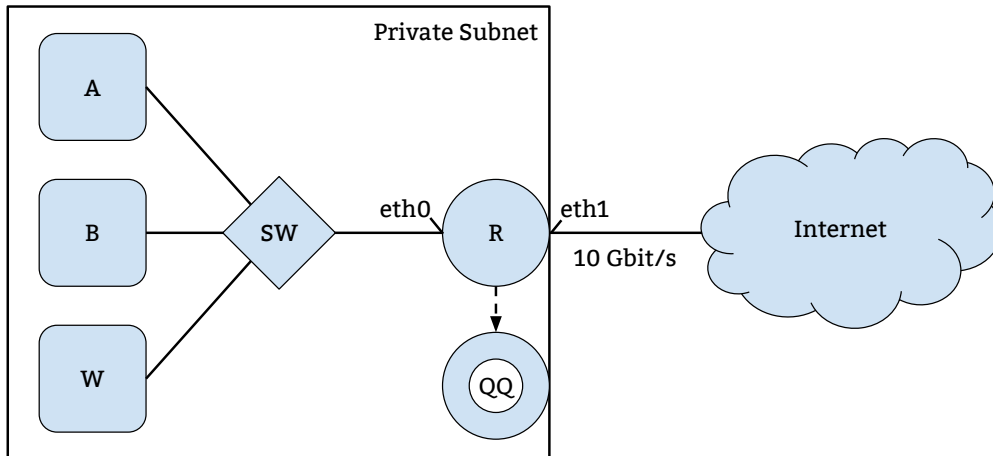 Private Subnet
A
B
W
SW
eth0
R
eth1
10 Gbit/s
Internet
QQ